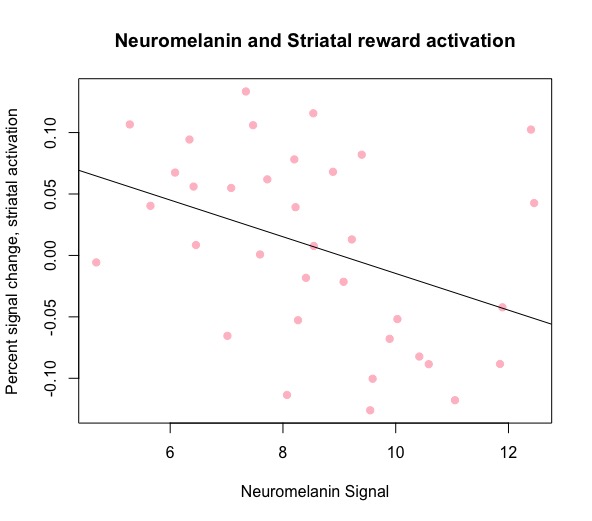 Neuromelanin and Striatal reward activation
Percent signal change, striatal activation
0.10
0.05
0.00
-0.05
-0.10
6 8 10 12
Neuromelanin Signal